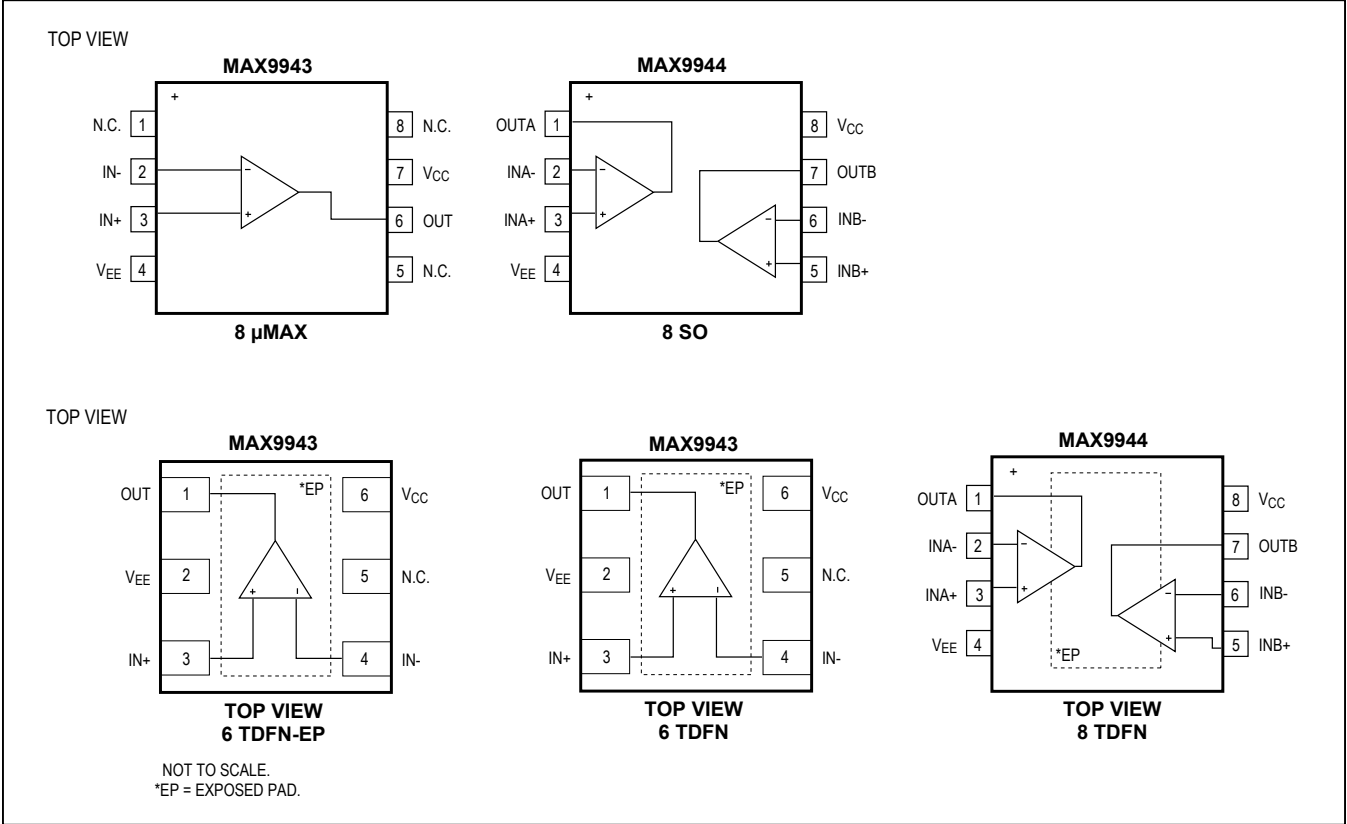 TOP VIEW
MAX9943
+
N.C. 1
IN- 2
IN+ 3
VEE 4
8 N.C.
7 VCC
6 OUT
5 N.C.
-
+
8 µMAX
MAX9944
+
OUTA 1
INA- 2
INA+ 3
VEE 4
8 VCC
7 OUTB
6 INB-
5 INB+
-
+
-
+
8 SO
TOP VIEW
MAX9943
OUT 1
VEE 2
IN+ 3
*EP
6 VCC
5 N.C.
4 IN-
+ -
TOP VIEW
6 TDFN-EP
MAX9943
OUT 1
VEE 2
IN+ 3
*EP
6 VCC
5 N.C.
4 IN-
+ -
TOP VIEW
6 TDFN
MAX9944
+
OUTA 1
INA- 2
INA+ 3
VEE 4
8 VCC
7 OUTB
6 INB-
5 INB+
-
+
-
+
*EP
TOP VIEW
8 TDFN
NOT TO SCALE.
*EP = EXPOSED PAD.